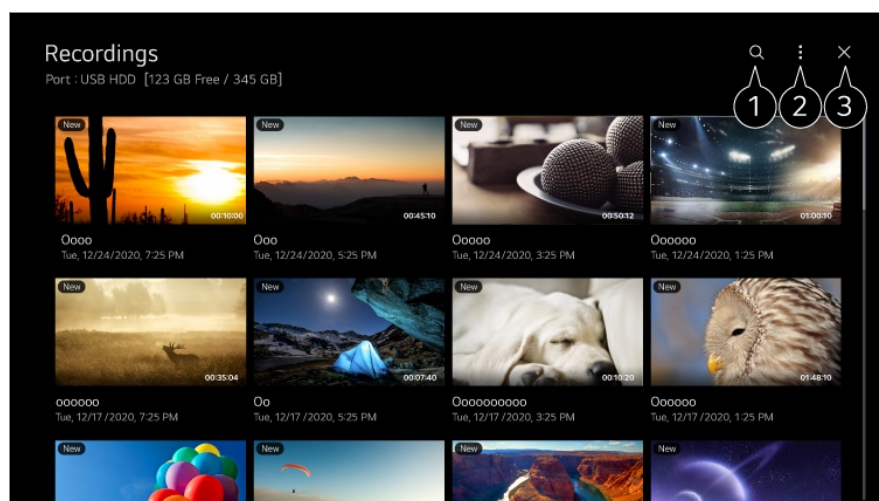 Recordings
Port : USB HDD [123 GB Free / 345 GB]
1 2 3
New New New New
00:10:00 00:45:10 00:50:12 01:00:10
Oooo Ooo Ooooo Oooooo
Tue, 12/24/2020, 7:25 PM Tue, 12/24/2020, 5:25 PM Tue, 12/24/2020, 3:25 PM Tue, 12/24/2020, 1:25 PM
New New New New
00:35:04 00:07:40 00:10:20 01:48:10
oooooo Oo Oooooooooo Oooooo
Tue, 12/17 /2020, 7:25 PM Tue, 12/17 /2020, 5:25 PM Tue, 12/17 /2020, 3:25 PM Tue, 12/17 /2020, 1:25 PM
New New New New